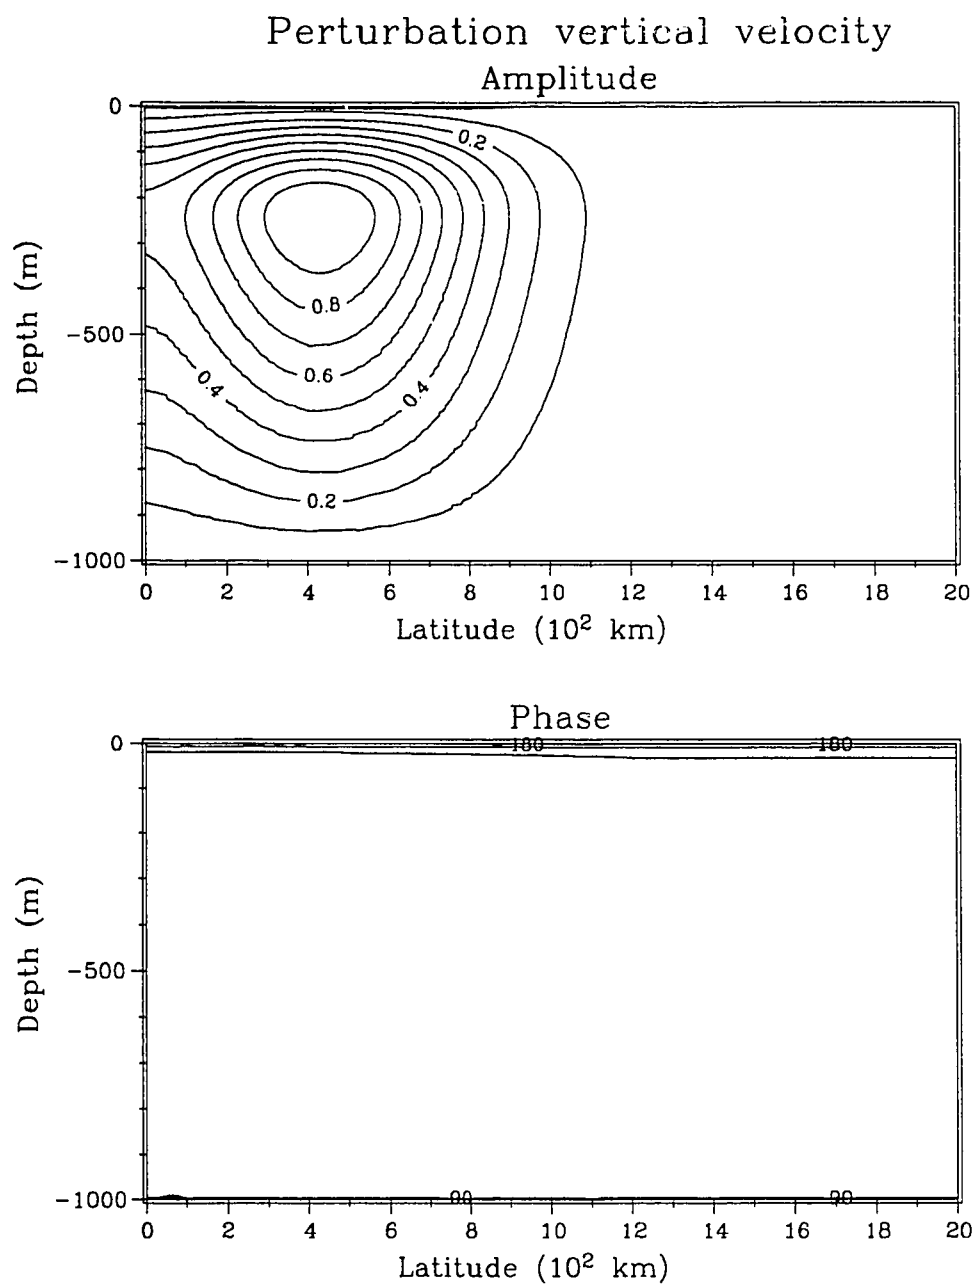 Perturbation vertical velocity
Amplitude
0
-500
-1000
Depth (m)
0.2
0.8
0.6
0.4
0.4
0.2
0 2 4 6 8 10 12 14 16 18 20
Latitude (10² km)
Phase
0
-500
-1000
Depth (m)
180 180
90 90
0 2 4 6 8 10 12 14 16 18 20
Latitude (10² km)